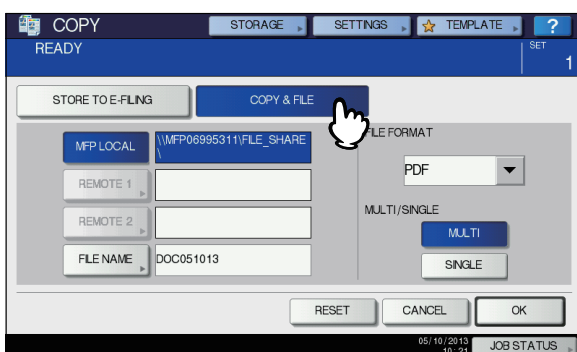 COPY STORAGE SETTINGS TEMPLATE ?
READY SET
1
STORE TO E-FILING COPY & FILE
MFP LOCAL \\MFP06995311\FILE_SHARE
\
FILE FORMAT
PDF
REMOTE 1
REMOTE 2
MULTI/SINGLE
MULTI
FILE NAME DOC051013
SINGLE
RESET CANCEL OK
05/10/2013
10:21
JOB STATUS